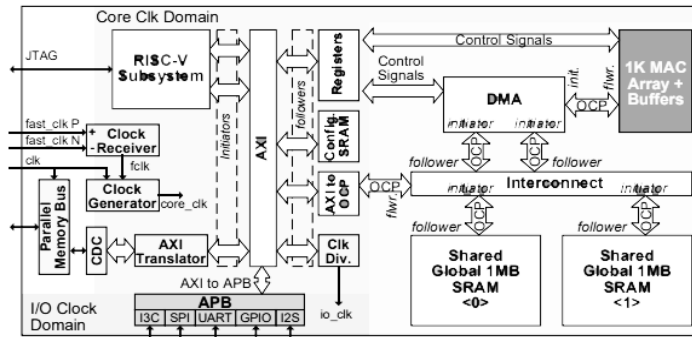 Core Clk Domain
JTAG
RISC-V
Subsystem
Initiators
AXI
followers
Registers
Control Signals
Control
Signals
DMA
init.
flwr.
OCP
1K MAC
Array +
Buffers
fast_clk P
fast_clk N
clk
+
-
Clock
Receiver
fclk
Clock
Generator
core_clk
Config.
SRAM
initiator
initiator
OCP
OCP
follower
follower
AXI to
OCP
OCP
flwr.
Interconnect
initiator
initiator
OCP
OCP
follower
follower
Parallel
Memory Bus
CDC
AXI
Translator
Clk
Div.
io_clk
Shared
Global 1MB
SRAM
<0>
Shared
Global 1MB
SRAM
<1>
AXI to APB
APB
I3C
SPI
UART
GPIO
I2S
I/O Clock
Domain